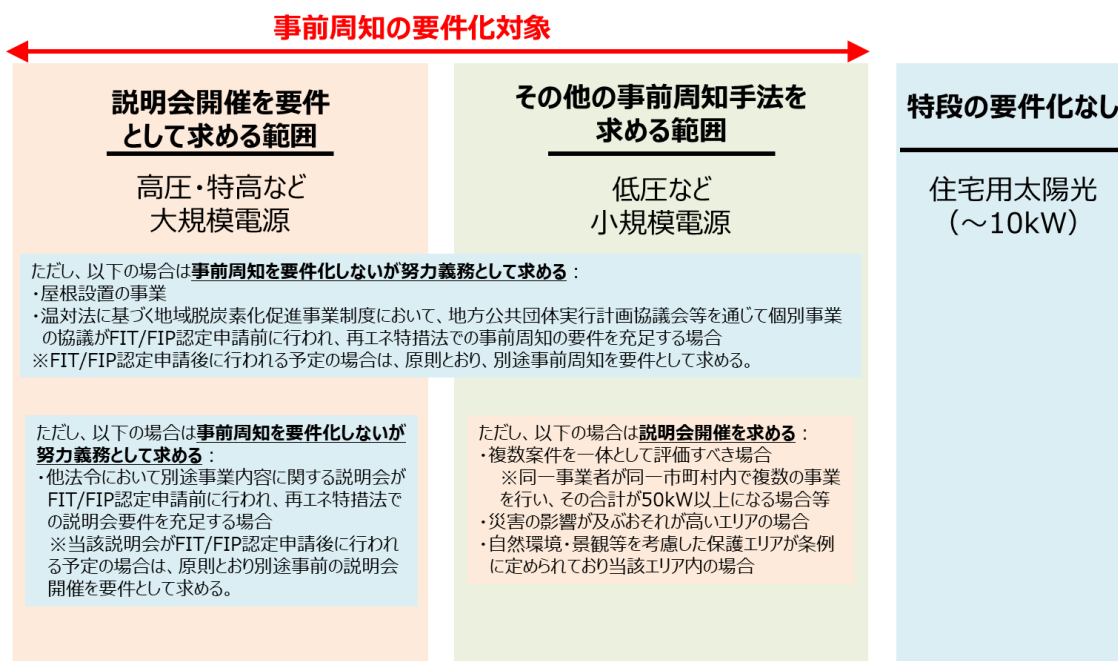 事前周知の要件化対象
説明会開催を要件
として求める範囲
高圧・特高など
大規模電源
その他の事前周知手法を
求める範囲
低圧など
小規模電源
特段の要件化なし
住宅用太陽光
（～10kW）
ただし、以下の場合は事前周知を要件化しないが努力義務として求める：
・屋根設置の事業
・温対法に基づく地域脱炭素化促進事業制度において、地方公共団体実行計画協議会等を通じて個別事業
の協議がFIT/FIP認定申請前に行われ、再エネ特措法での事前周知の要件を充足する場合
※FIT/FIP認定申請後に行われる予定の場合は、原則とおり、別途事前周知を要件として求める。
ただし、以下の場合は事前周知を要件化しないが
努力義務として求める：
・他法令において別途事業内容に関する説明会が
FIT/FIP認定申請前に行われ、再エネ特措法で
の説明会要件を充足する場合
※当該説明会がFIT/FIP認定申請後に行われ
る予定の場合は、原則とおり別途事前の説明会
開催を要件として求める。
ただし、以下の場合は説明会開催を求める：
・複数案件を一体として評価すべき場合
※同一事業者が同一市町村内で複数の事業
を行い、その合計が50kW以上になる場合等
・災害の影響が及ぶおそれが高いエリアの場合
・自然環境・景観等を考慮した保護エリアが条例
に定められており当該エリア内の場合